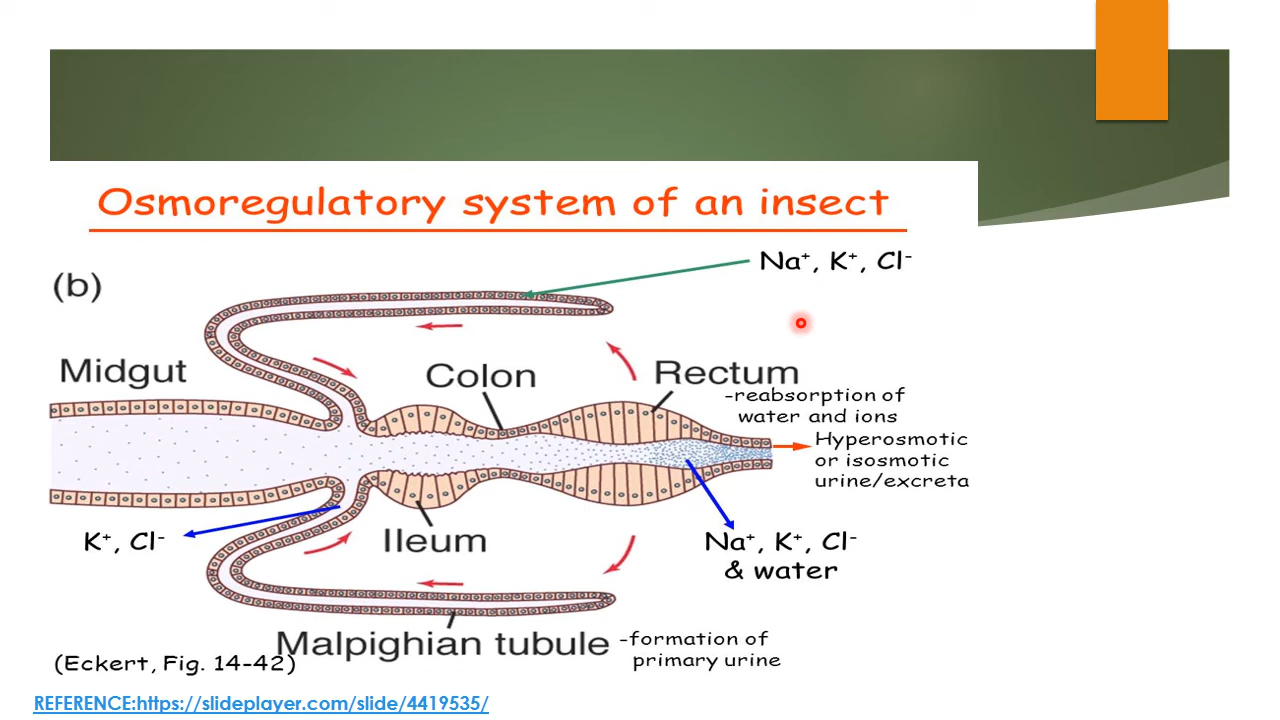 Osmoregulatory system of an insect
Na⁺, K⁺, Cl⁻
(b)
Midgut
Colon
Rectum
-reabsorption of
water and ions
Hyperosmotic
or isosmotic
urine/excreta
K⁺, Cl⁻
Ileum
Na⁺, K⁺, Cl⁻
& water
Malpighian tubule
-formation of
primary urine
(Eckert, Fig. 14-42)
REFERENCE:https://slideplayer.com/slide/4419535/